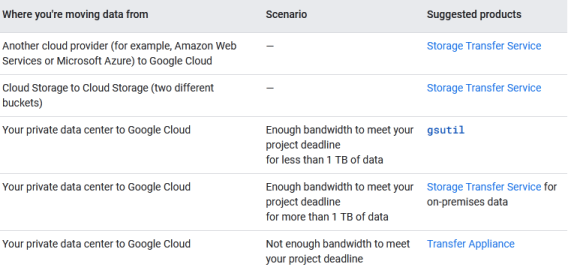 Where you're moving data from Scenario Suggested products
Another cloud provider (for example, Amazon Web — Storage Transfer Service
Services or Microsoft Azure) to Google Cloud
Cloud Storage to Cloud Storage (two different — Storage Transfer Service
buckets)
Your private data center to Google Cloud Enough bandwidth to meet your gsutil
project deadline
for less than 1 TB of data
Your private data center to Google Cloud Enough bandwidth to meet your Storage Transfer Service for
project deadline on-premises data
for more than 1 TB of data
Your private data center to Google Cloud Not enough bandwidth to meet Transfer Appliance
your project deadline